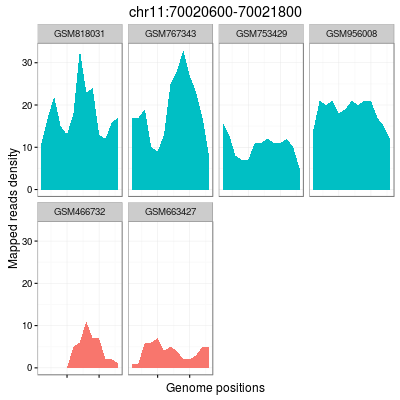 chr11:70020600-70021800
GSM818031 GSM767343 GSM753429 GSM956008
30
20
10
0
GSM466732 GSM663427
30
20
10
0
Mapped reads density
Genome positions